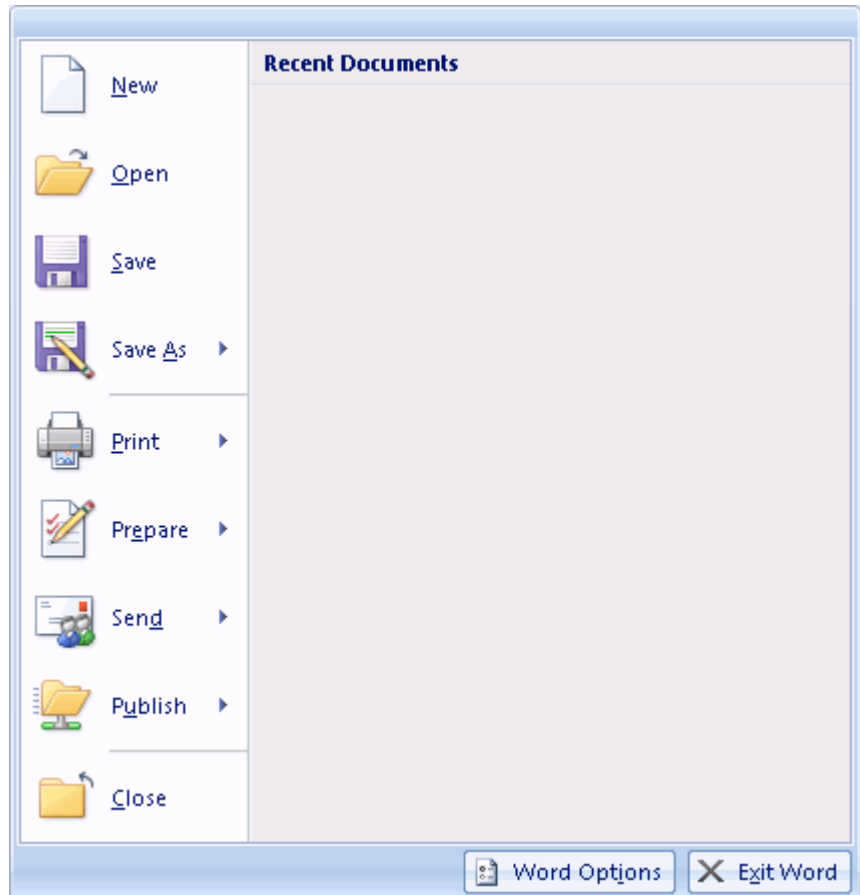 Recent Documents
New
Open
Save
Save As
Print
Prepare
Send
Publish
Close
Word Options
Exit Word